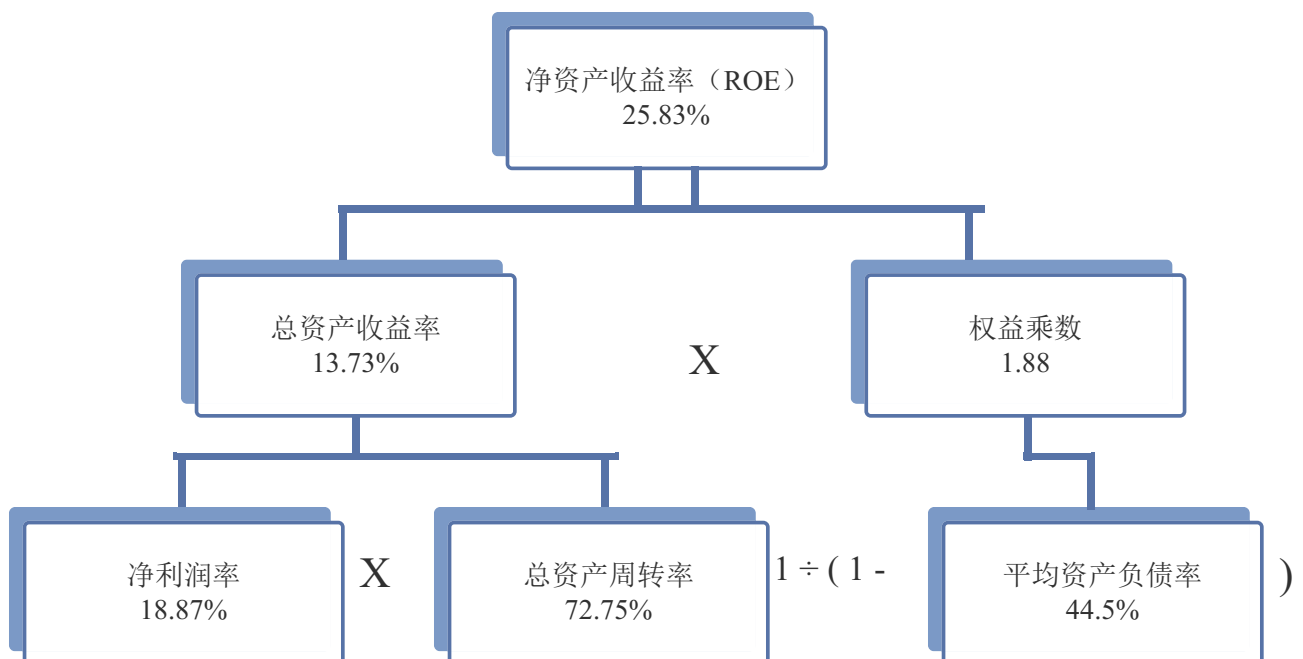 净资产收益率（ROE）
25.83%
总资产收益率
13.73%
X
权益乘数
1.88
净利润率
18.87%
X
总资产周转率
72.75%
1 ÷ ( 1 -
平均资产负债率
44.5%
)